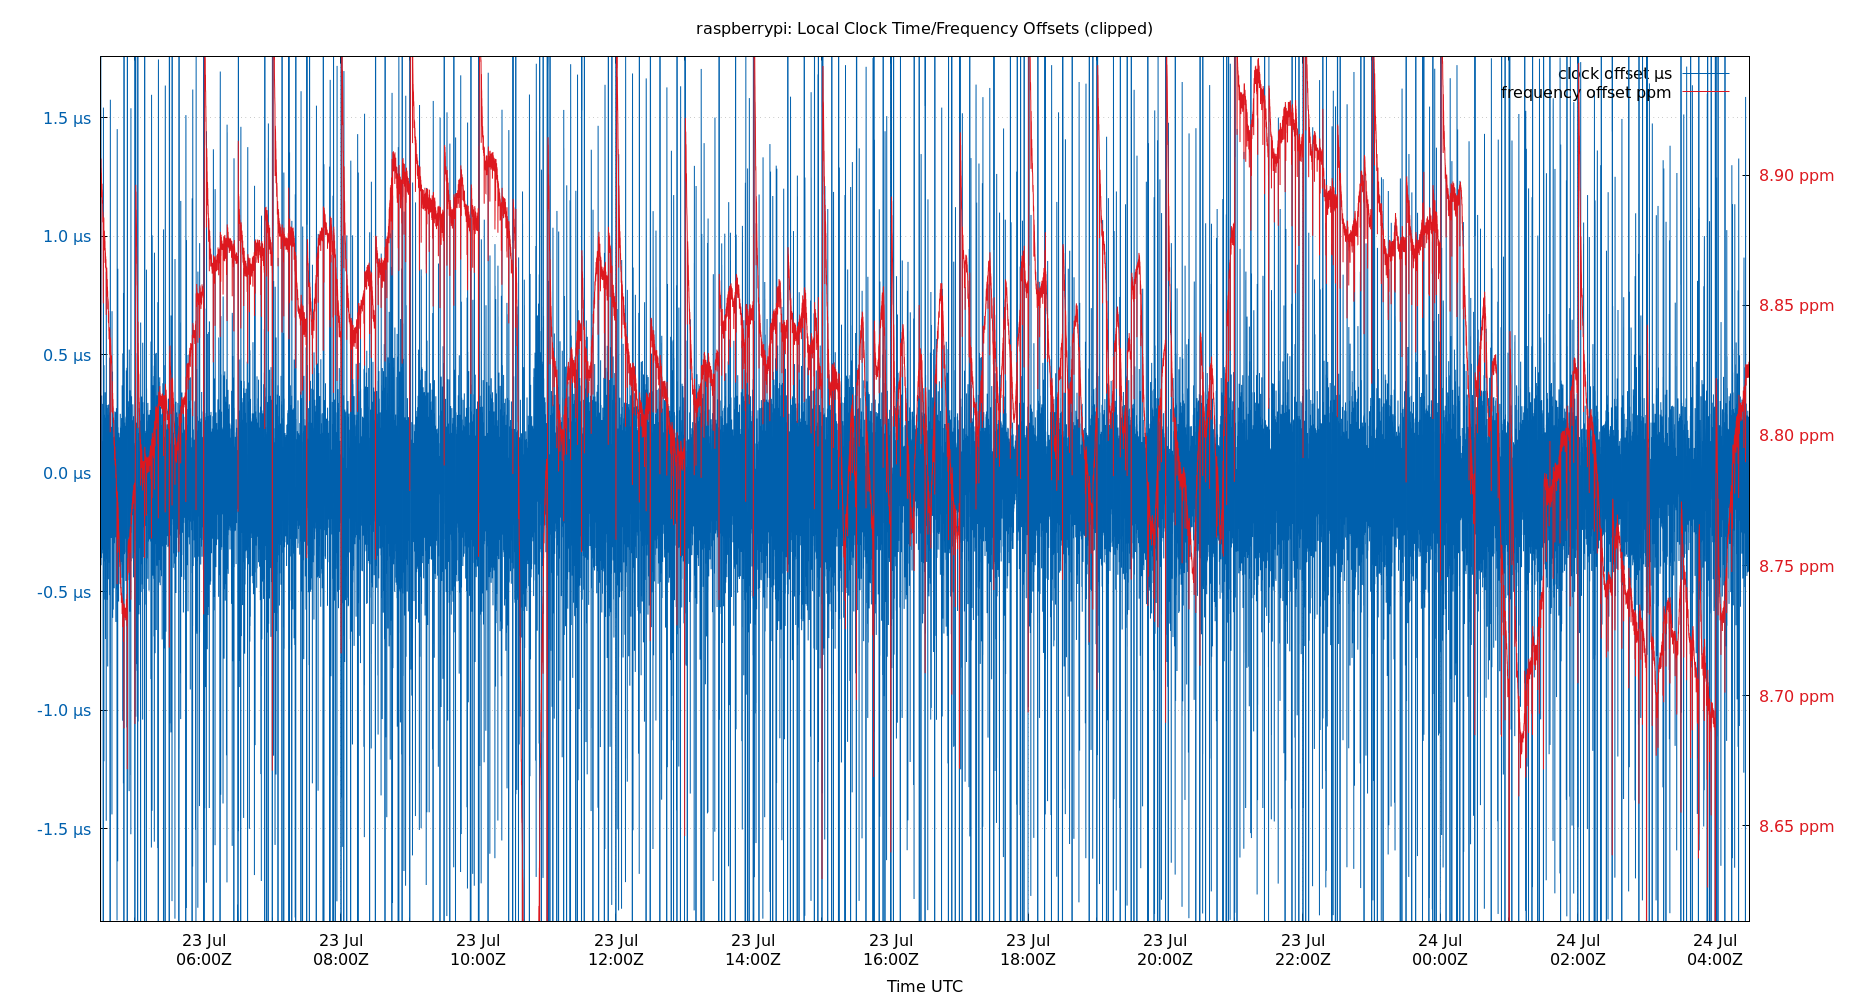 raspberrypi: Local Clock Time/Frequency Offsets (clipped)
clock offset µs
frequency offset ppm
1.5 µs
1.0 µs
0.5 µs
0.0 µs
-0.5 µs
-1.0 µs
-1.5 µs
8.90 ppm
8.85 ppm
8.80 ppm
8.75 ppm
8.70 ppm
8.65 ppm
23 Jul 23 Jul 23 Jul 23 Jul 23 Jul 23 Jul 23 Jul 23 Jul 23 Jul 24 Jul 24 Jul 24 Jul
06:00Z 08:00Z 10:00Z 12:00Z 14:00Z 16:00Z 18:00Z 20:00Z 22:00Z 00:00Z 02:00Z 04:00Z
Time UTC